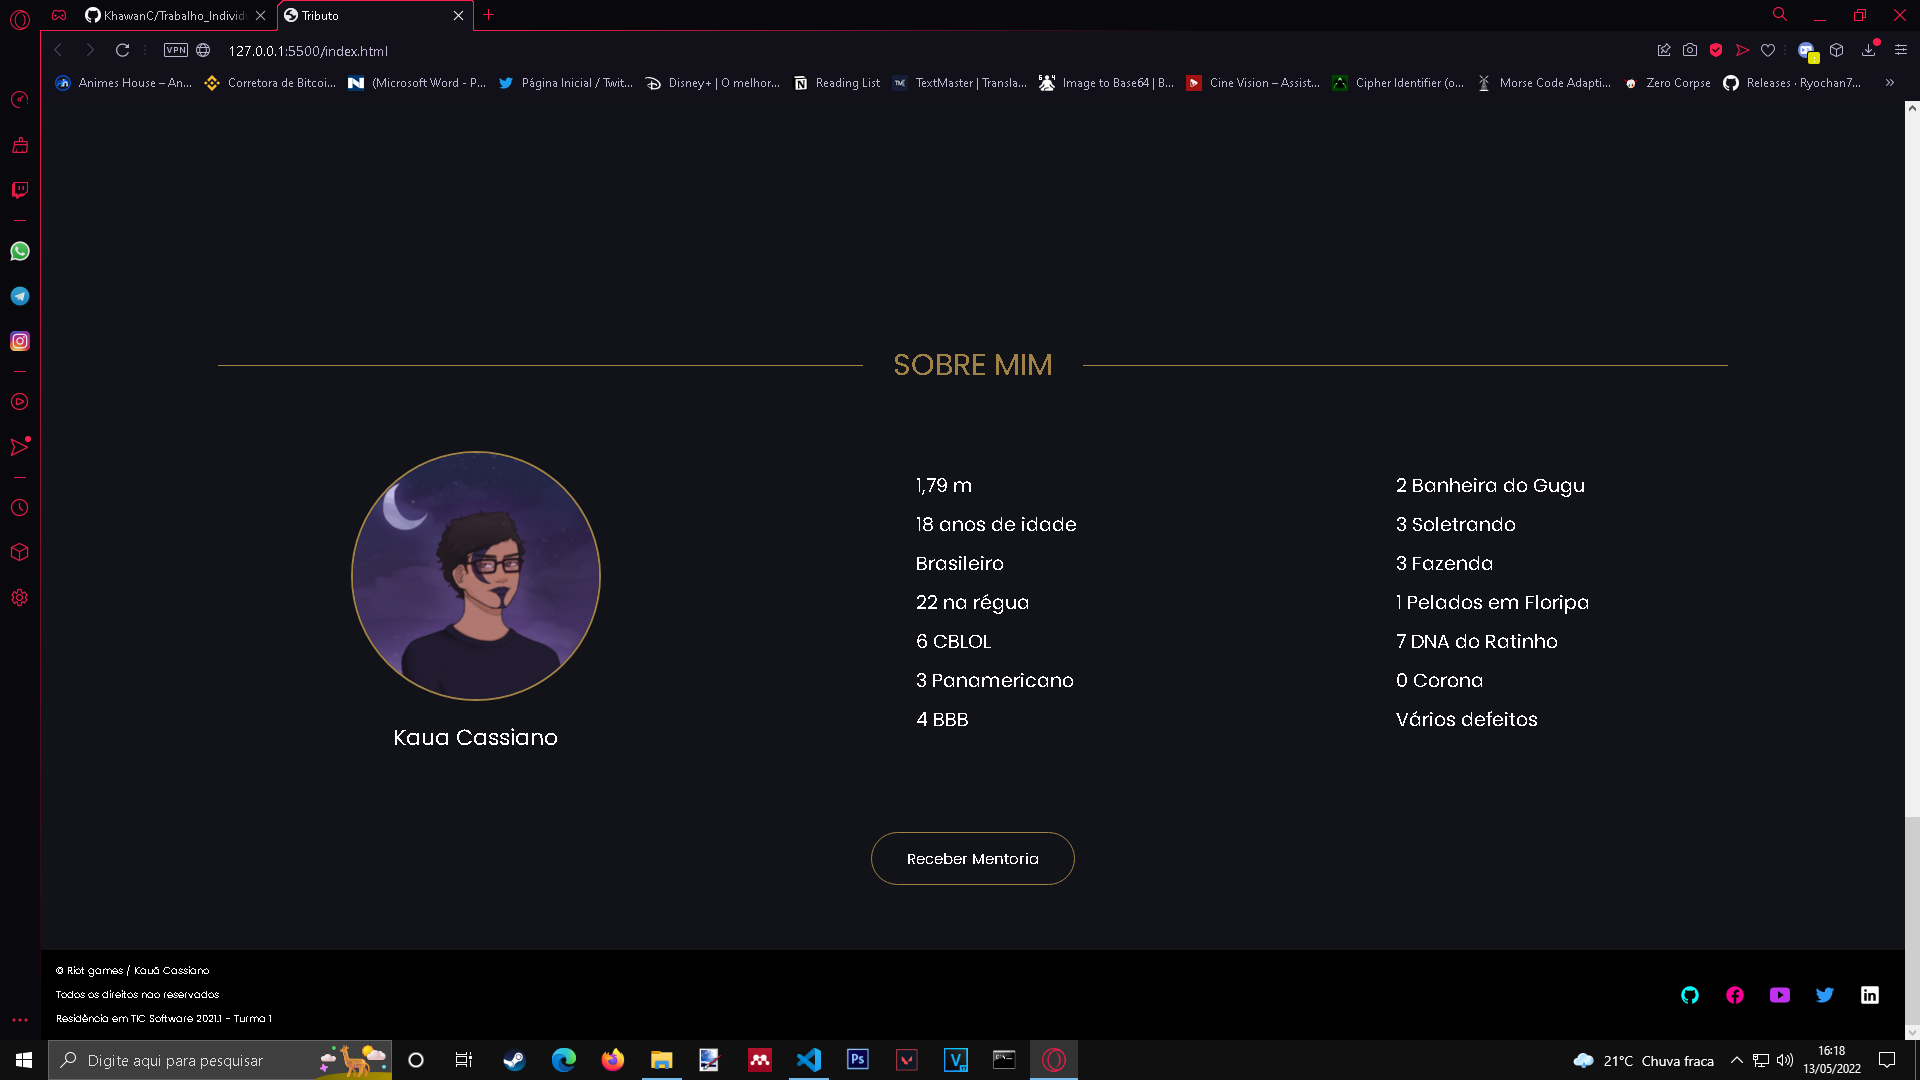 KhawanC/Trabalho_Individu
Tributo
VPN
127.0.0.1:5500/index.html
Animes House – An...
Corretora de Bitcoi...
(Microsoft Word - P...
Página Inicial / Twit...
Disney+ | O melhor...
Reading List
TextMaster | Transla...
Image to Base64 | B...
Cine Vision – Assist...
Cipher Identifier (o...
Morse Code Adapti...
Zero Corpse
Releases · Ryochan7...
SOBRE MIM
Kaua Cassiano
1,79 m
18 anos de idade
Brasileiro
22 na régua
6 CBLOL
3 Panamericano
4 BBB
2 Banheira do Gugu
3 Soletrando
3 Fazenda
1 Pelados em Floripa
7 DNA do Ratinho
0 Corona
Vários defeitos
Receber Mentoria
© Riot games / Kauã Cassiano
Todos os direitos nao reservados
Residência em TIC Software 2021.1 - Turma 1
Digite aqui para pesquisar
Ps
21°C Chuva fraca
16:18
13/05/2022